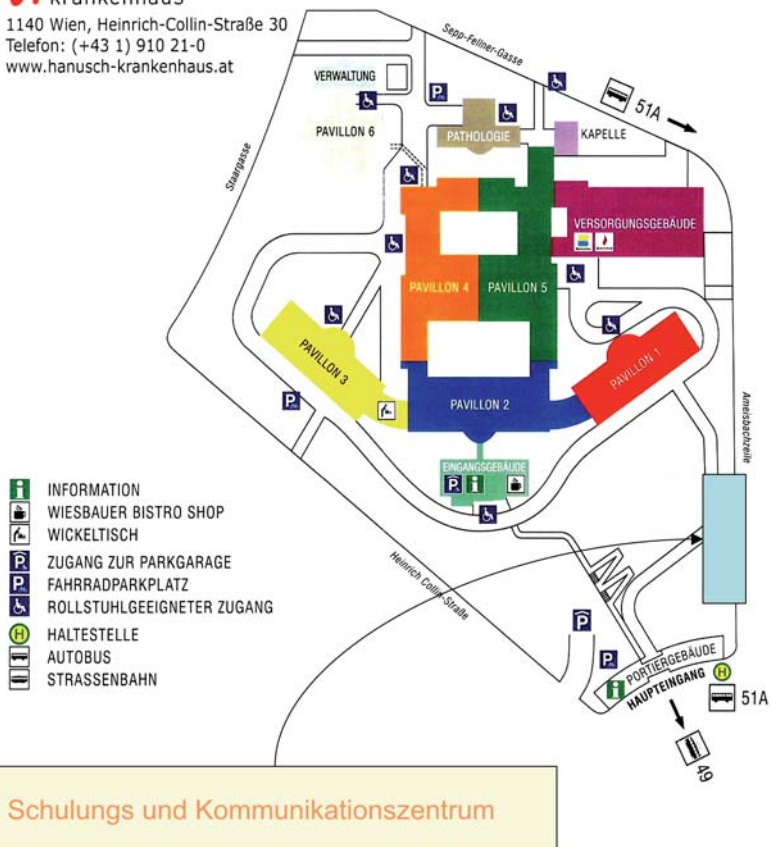 krankenhaus
1140 Wien, Heinrich-Collin-Straße 30
Telefon: (+43 1) 910 21-0
www.hanusch-krankenhaus.at
Sepp-Fellner-Gasse
VERWALTUNG
P
51A
PAVILLON 6
PATHOLOGIE
KAPELLE
Staargasse
VERSORGUNGSGEBÄUDE
PAVILLON 4
PAVILLON 5
PAVILLON 3
PAVILLON 1
P
PAVILLON 2
Ameisbachzeile
EINGANGSGEBÄUDE
P i
i INFORMATION
WIESBAUER BISTRO SHOP
WICKELTISCH
P ZUGANG ZUR PARKGARAGE
P FAHRRADPARKPLATZ
ROLLSTUHLGEEIGNETER ZUGANG
H HALTESTELLE
AUTOBUS
STRASSENBAHN
Heinrich Collin-Straße
P
P
i
PORTIERGEBÄUDE
HAUPTEINGANG
H
51A
49
Schulungs und Kommunikationszentrum